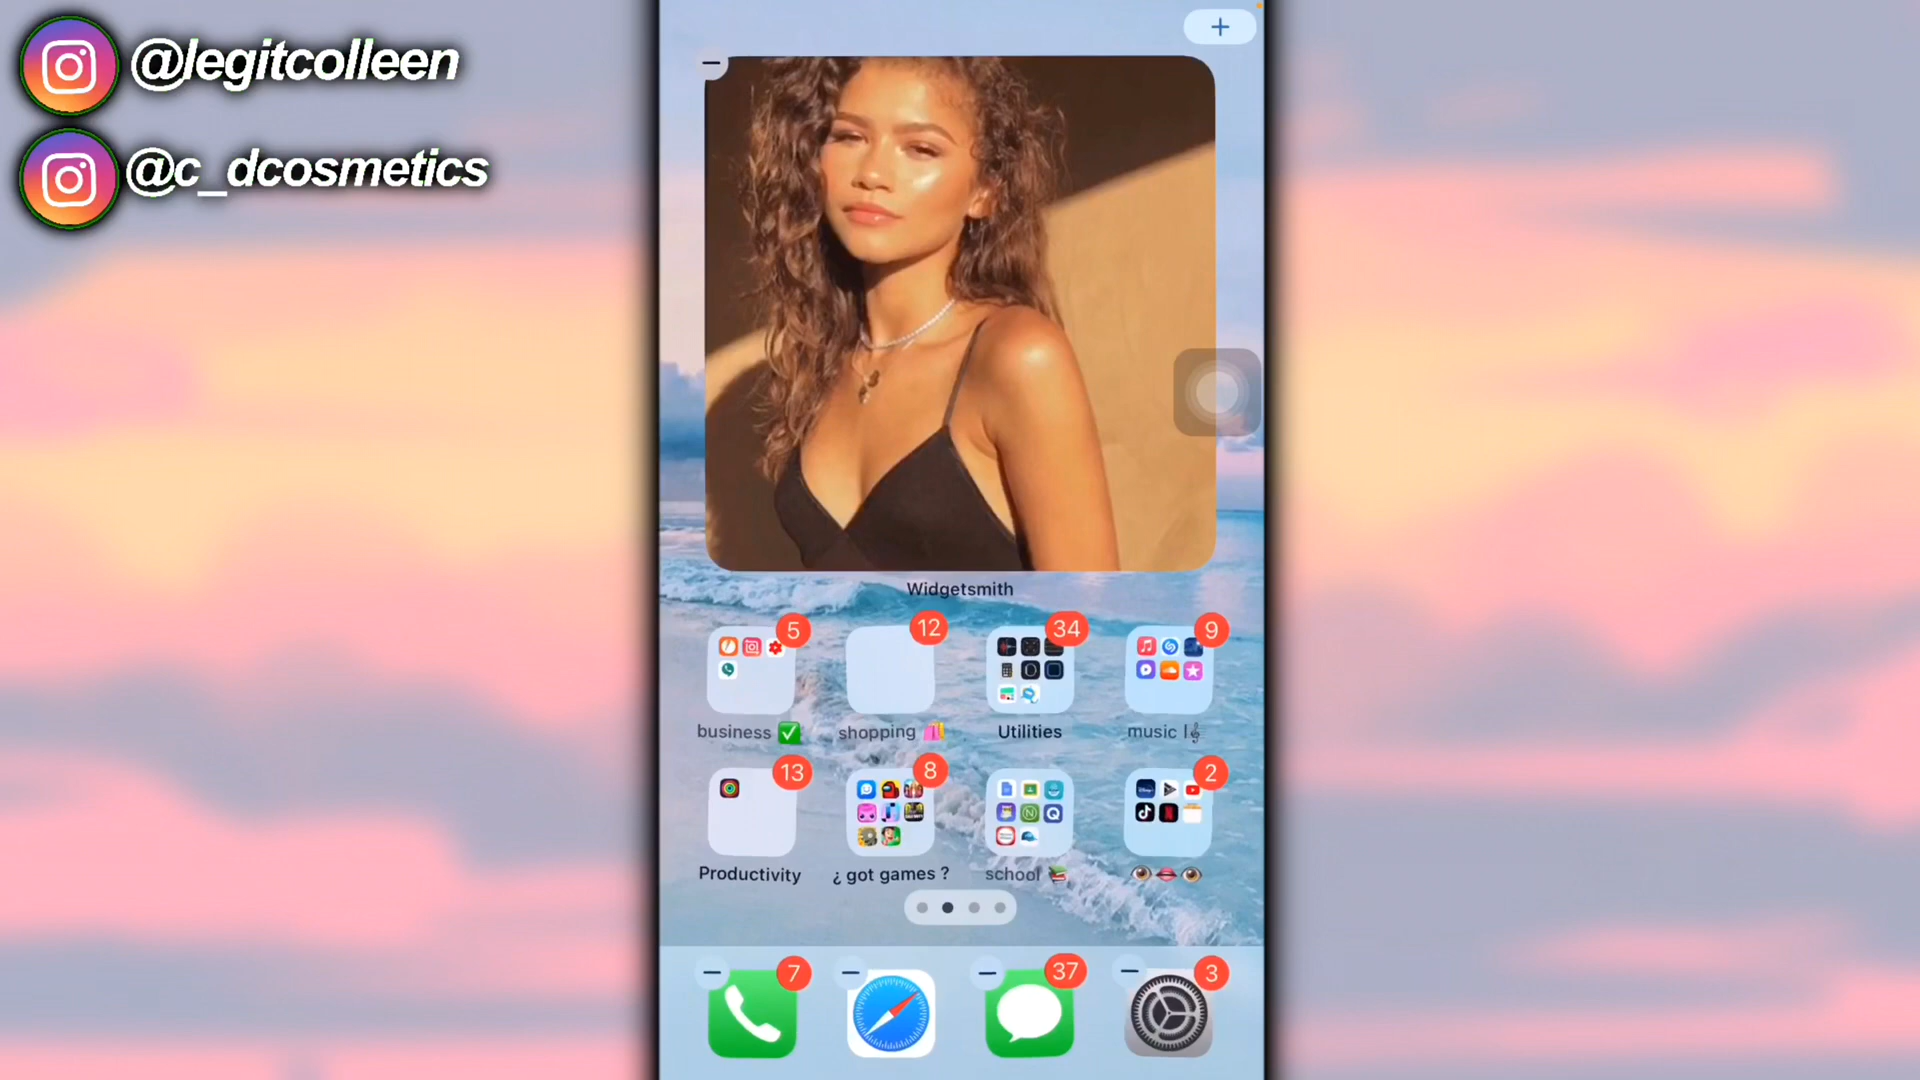 @legitcolleen
@c_dcosmetics
Widgetsmith
5 12 34 9
business ✅ shopping 🛍️ Utilities music |🎼
13 8 2
Productivity ¿ got games ? school 📚 👁️👄👁️
7 37 3